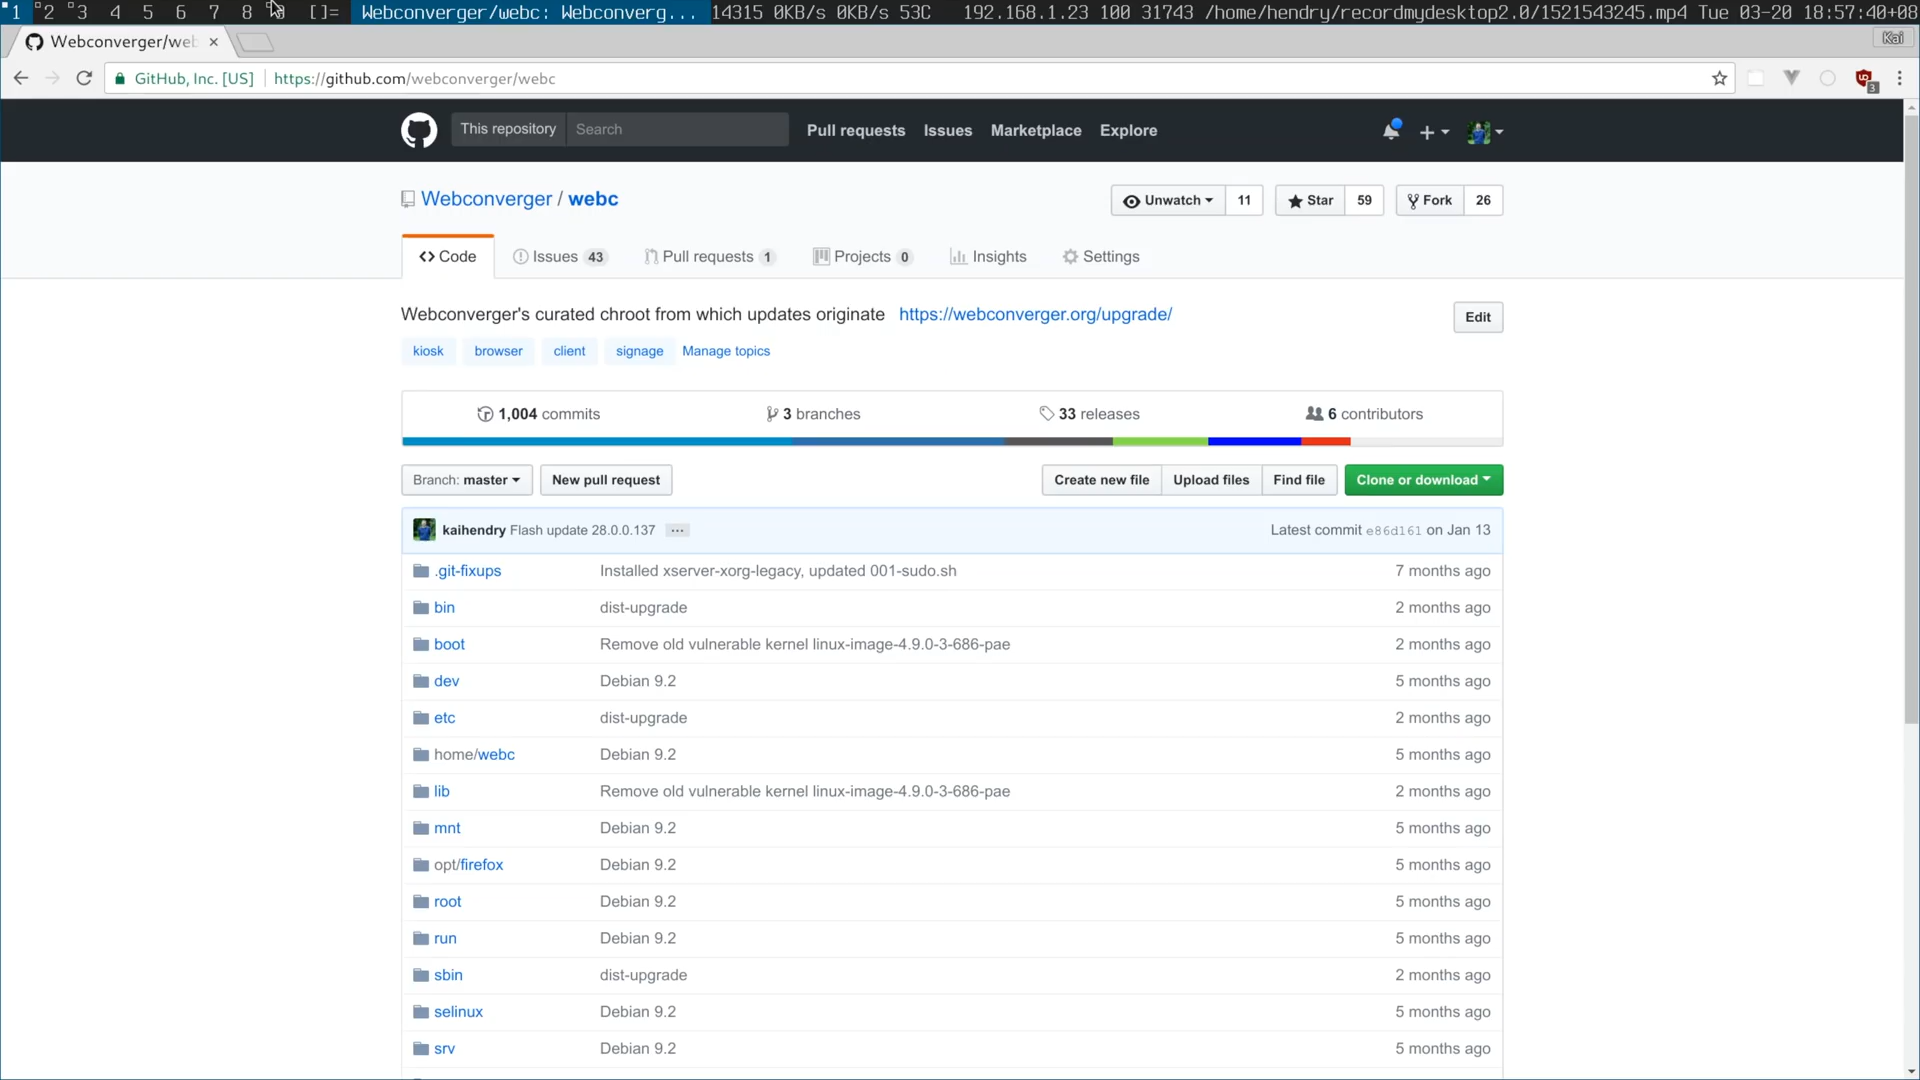 1 2 3 4 5 6 7 8 []= Webconverger/webc: Webconverg... 14315 0KB/s 0KB/s 53C 192.168.1.23 100 31743 /home/hendry/recordmydesktop2.0/1521543245.mp4 Tue 03-20 18:57:40+08
Webconverger/web Kai
GitHub, Inc. [US] https://github.com/webconverger/webc 3
This repository Search Pull requests Issues Marketplace Explore
Webconverger / webc Unwatch 11 Star 59 Fork 26
Code Issues 43 Pull requests 1 Projects 0 Insights Settings
Webconverger's curated chroot from which updates originate https://webconverger.org/upgrade/ Edit
kiosk browser client signage Manage topics
1,004 commits 3 branches 33 releases 6 contributors
Branch: master New pull request Create new file Upload files Find file Clone or download
kaihendry Flash update 28.0.0.137 ... Latest commit e86d161 on Jan 13
.git-fixups Installed xserver-xorg-legacy, updated 001-sudo.sh 7 months ago
bin dist-upgrade 2 months ago
boot Remove old vulnerable kernel linux-image-4.9.0-3-686-pae 2 months ago
dev Debian 9.2 5 months ago
etc dist-upgrade 2 months ago
home/webc Debian 9.2 5 months ago
lib Remove old vulnerable kernel linux-image-4.9.0-3-686-pae 2 months ago
mnt Debian 9.2 5 months ago
opt/firefox Debian 9.2 5 months ago
root Debian 9.2 5 months ago
run Debian 9.2 5 months ago
sbin dist-upgrade 2 months ago
selinux Debian 9.2 5 months ago
srv Debian 9.2 5 months ago